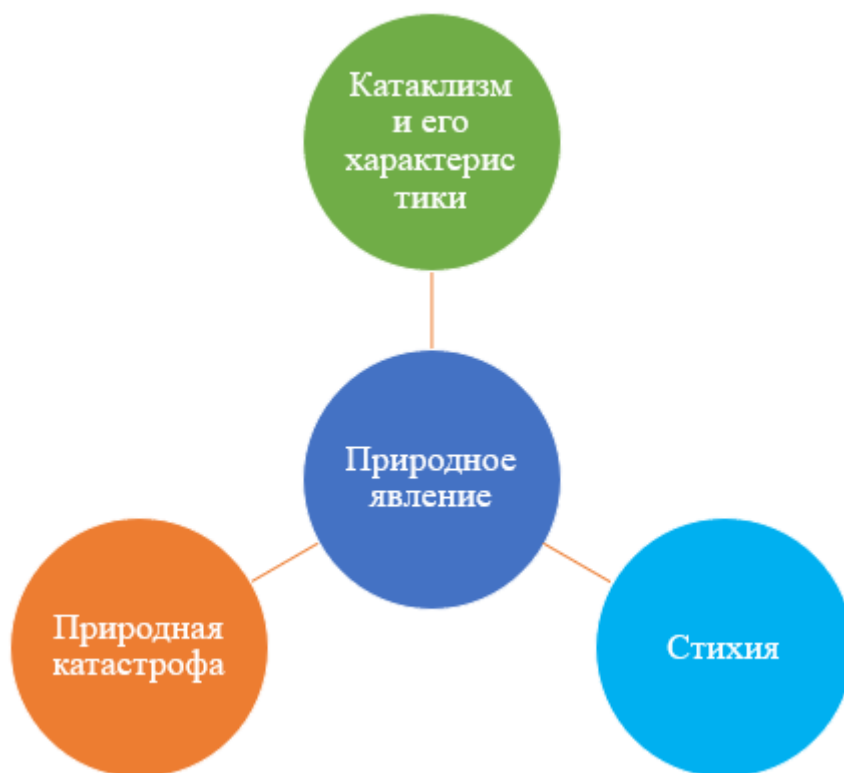 Катаклизм
и его
характерис
тики
Природное
явление
Природная
катастрофа
Стихия